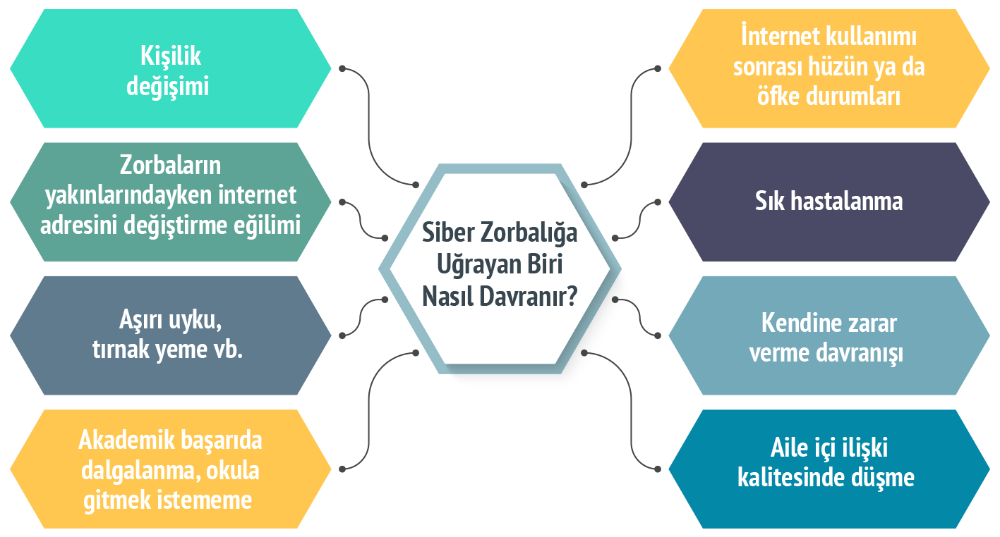 Kişilik
değişimi
Zorbaların
yakınlarındayken internet
adresini değiştirme eğilimi
Aşırı uyku,
tırnak yeme vb.
Akademik başarıda
dalgalanma, okula
gitmek istememe
Siber Zorbalığa
Uğrayan Biri
Nasıl Davranır?
İnternet kullanımı
sonrası hüzün ya da
öfke durumları
Sık hastalanma
Kendine zarar
verme davranışı
Aile içi ilişki
kalitesinde düşme